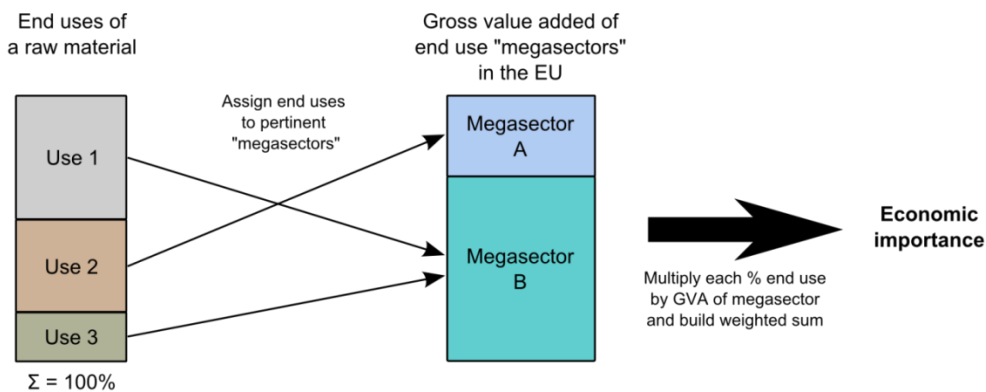 End uses of
a raw material
Gross value added of
end use "megasectors"
in the EU
Assign end uses
to pertinent
"megasectors"
Use 1
Use 2
Use 3
Σ = 100%
Megasector
A
Megasector
B
Multiply each % end use
by GVA of megasector
and build weighted sum
Economic
importance